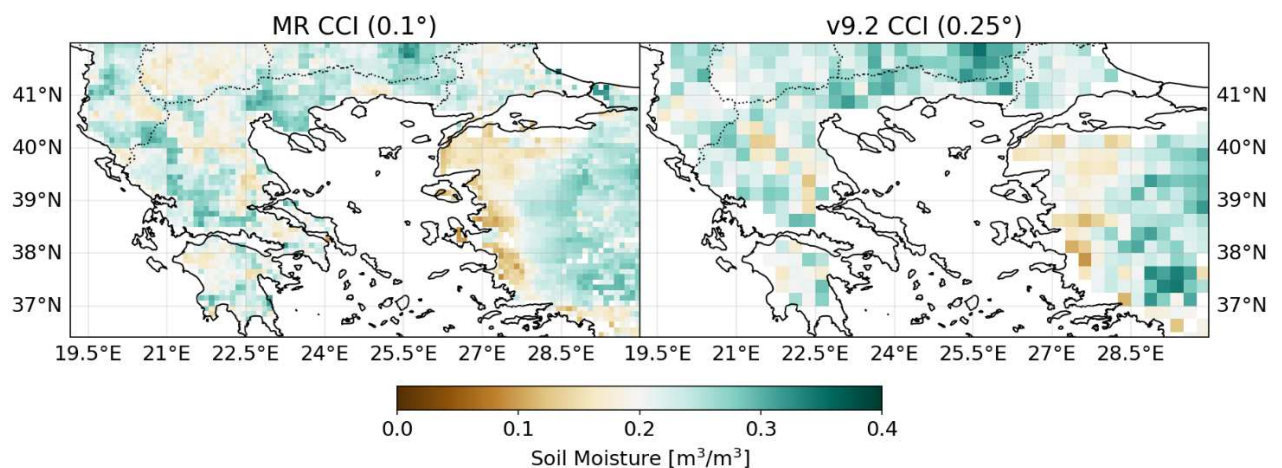 MR CCI (0.1°) v9.2 CCI (0.25°)
41°N 41°N
40°N 40°N
39°N 39°N
38°N 38°N
37°N 37°N
19.5°E 21°E 22.5°E 24°E 25.5°E 27°E 28.5°E 19.5°E 21°E 22.5°E 24°E 25.5°E 27°E 28.5°E
0.0 0.1 0.2 0.3 0.4
Soil Moisture [m³/m³]